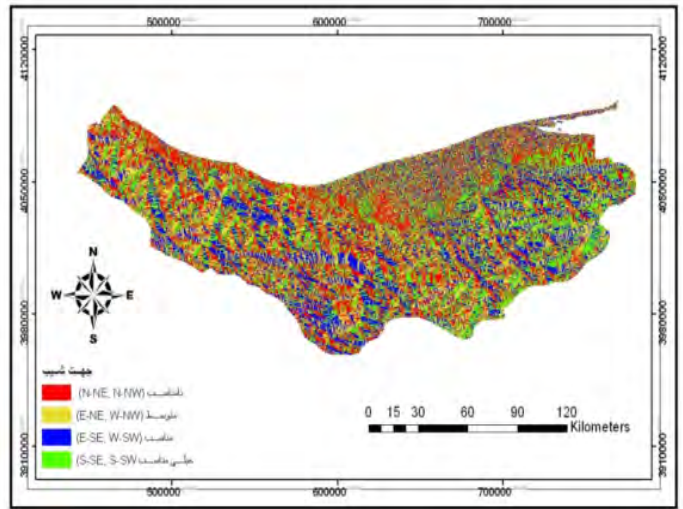 500000 600000 700000
4120000 4120000
4050000 4050000
3980000 3980000
3910000 3910000
N
W E
S
جهت شیب
نامناسب (N-NE, N-NW)
متوسط (E-NE, W-NW)
مناسب (E-SE, W-SW)
خیلی مناسب (S-SE, S-SW
0 15 30 60 90 120
Kilometers
500000 600000 700000